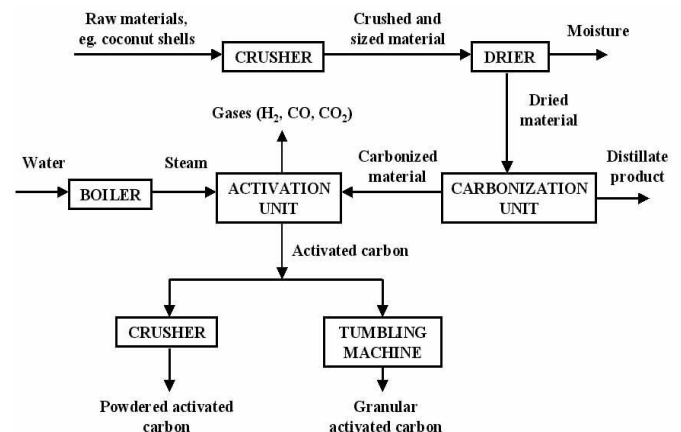 Raw materials,
eg. coconut shells
CRUSHER
Crushed and
sized material
DRIER
Moisture
Dried
material
Gases (H₂, CO, CO₂)
Water
BOILER
Steam
ACTIVATION
UNIT
Carbonized
material
CARBONIZATION
UNIT
Distillate
product
Activated carbon
CRUSHER
TUMBLING
MACHINE
Powdered activated
carbon
Granular
activated carbon